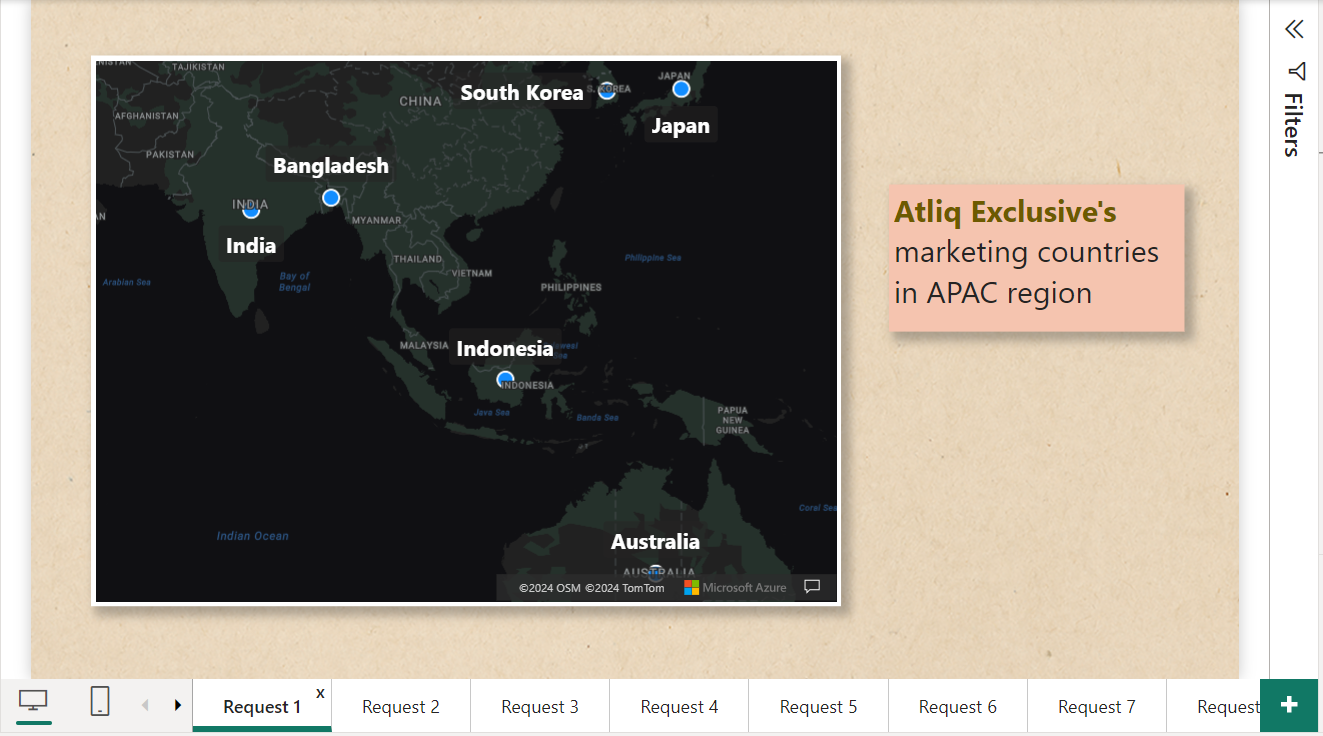 NISTAN
TAJIKISTAN
AFGHANISTAN
PAKISTAN
CHINA
South Korea
S. KOREA
JAPAN
Japan
Bangladesh
INDIA
India
MYANMAR
THAILAND
VIETNAM
Bay of
Bengal
Arabian Sea
AN
Philippine Sea
PHILIPPINES
MALAYSIA
Indonesia
INDONESIA
Java Sea
Banda Sea
PAPUA
NEW
GUINEA
Indian Ocean
Coral Sea
Australia
AUSTRALIA
©2024 OSM ©2024 TomTom
Microsoft Azure
Atliq Exclusive's
marketing countries
in APAC region
Filters
Request 1 x
Request 2
Request 3
Request 4
Request 5
Request 6
Request 7
Request
+